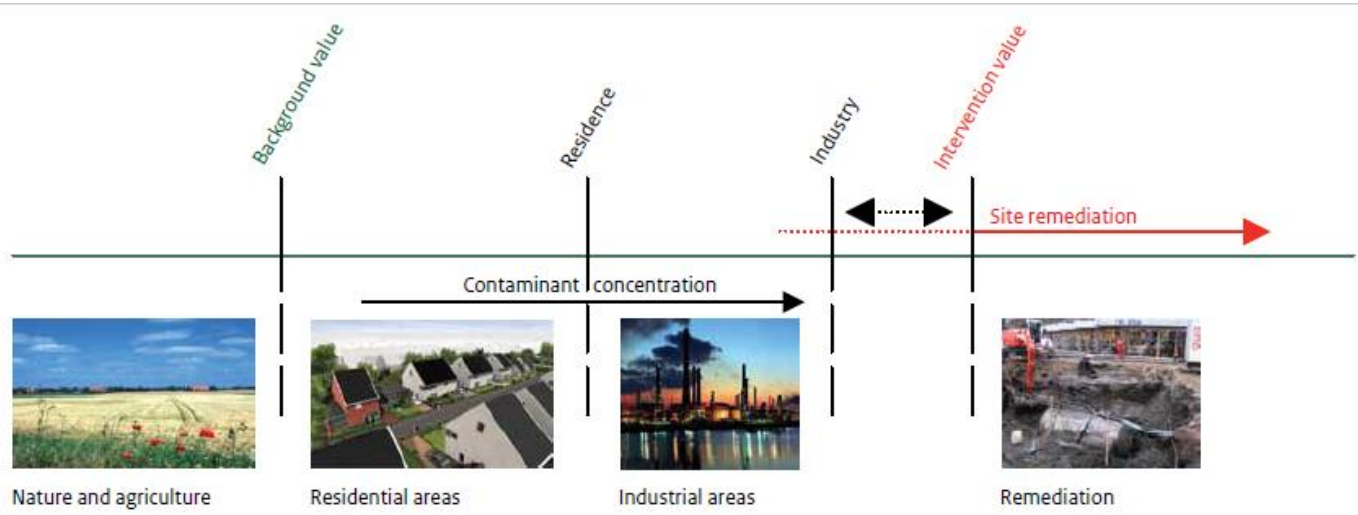 Background value
Residence
Industry
Intervention value
Site remediation
Contaminant concentration
Nature and agriculture
Residential areas
Industrial areas
Remediation